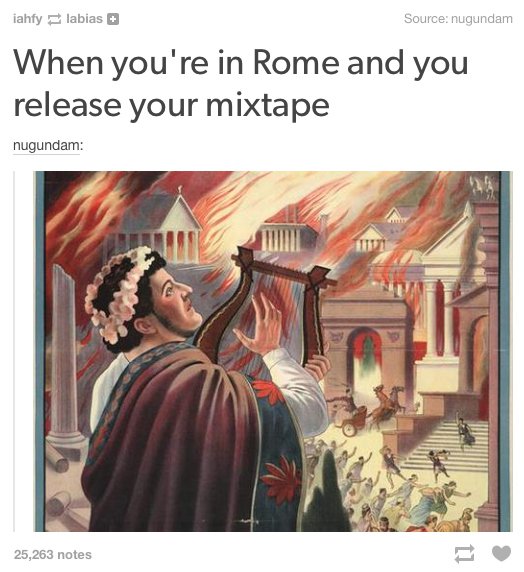 iahfy labias
Source: nugundam
When you're in Rome and you
release your mixtape
nugundam:
25,263 notes